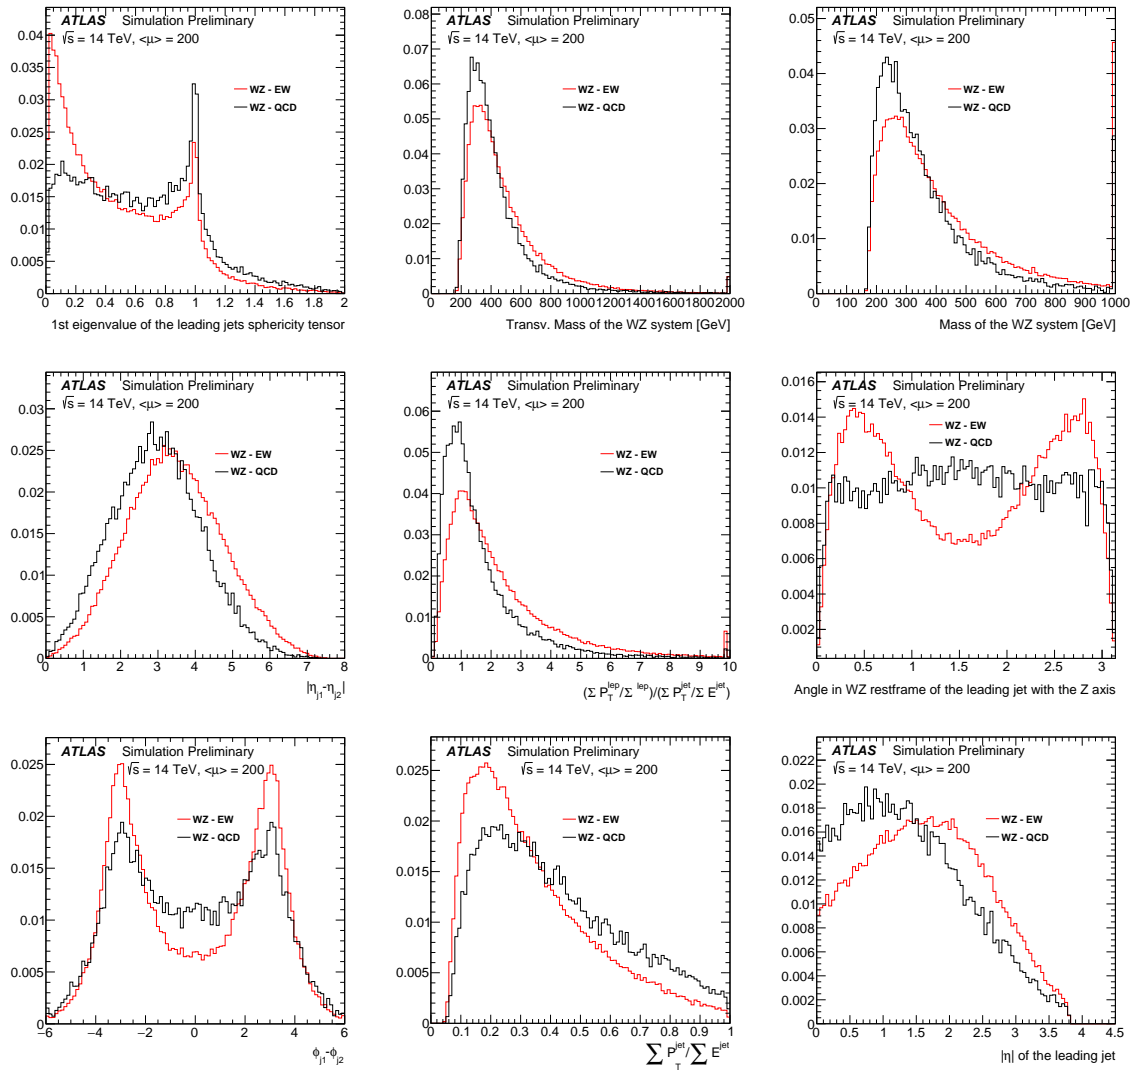 ATLAS Simulation Preliminary
√s = 14 TeV, <μ> = 200
WZ - EW
WZ - QCD
0.04
0.035
0.03
0.025
0.02
0.015
0.01
0.005
0
0 0.2 0.4 0.6 0.8 1 1.2 1.4 1.6 1.8 2
1st eigenvalue of the leading jets sphericity tensor
ATLAS Simulation Preliminary
√s = 14 TeV, <μ> = 200
WZ - EW
WZ - QCD
0.08
0.07
0.06
0.05
0.04
0.03
0.02
0.01
0
0 200 400 600 800 1000 1200 1400 1600 1800 2000
Transv. Mass of the WZ system [GeV]
ATLAS Simulation Preliminary
√s = 14 TeV, <μ> = 200
WZ - EW
WZ - QCD
0.05
0.04
0.03
0.02
0.01
0
100 200 300 400 500 600 700 800 900 1000
Mass of the WZ system [GeV]
ATLAS Simulation Preliminary
√s = 14 TeV, <μ> = 200
WZ - EW
WZ - QCD
0.03
0.025
0.02
0.015
0.01
0.005
0
0 1 2 3 4 5 6 7 8
|η_j1-η_j2|
ATLAS Simulation Preliminary
√s = 14 TeV, <μ> = 200
WZ - EW
WZ - QCD
0.06
0.05
0.04
0.03
0.02
0.01
0
0 1 2 3 4 5 6 7 8 9 10
(Σ P_T^lep/Σ ^lep)/(Σ P_T^jet/Σ E^jet)
ATLAS Simulation Preliminary
√s = 14 TeV, <μ> = 200
WZ - EW
WZ - QCD
0.016
0.014
0.012
0.01
0.008
0.006
0.004
0.002
0 0.5 1 1.5 2 2.5 3
Angle in WZ restframe of the leading jet with the Z axis
ATLAS Simulation Preliminary
√s = 14 TeV, <μ> = 200
WZ - EW
WZ - QCD
0.025
0.02
0.015
0.01
0.005
0
−6 −4 −2 0 2 4 6
ϕ_j1-ϕ_j2
ATLAS Simulation Preliminary
√s = 14 TeV, <μ> = 200
WZ - EW
WZ - QCD
0.025
0.02
0.015
0.01
0.005
0
0 0.1 0.2 0.3 0.4 0.5 0.6 0.7 0.8 0.9 1
∑ P_T^jet/∑ E^jet
ATLAS Simulation Preliminary
√s = 14 TeV, <μ> = 200
WZ - EW
WZ - QCD
0.022
0.02
0.018
0.016
0.014
0.012
0.01
0.008
0.006
0.004
0.002
0
0 0.5 1 1.5 2 2.5 3 3.5 4 4.5
|η| of the leading jet